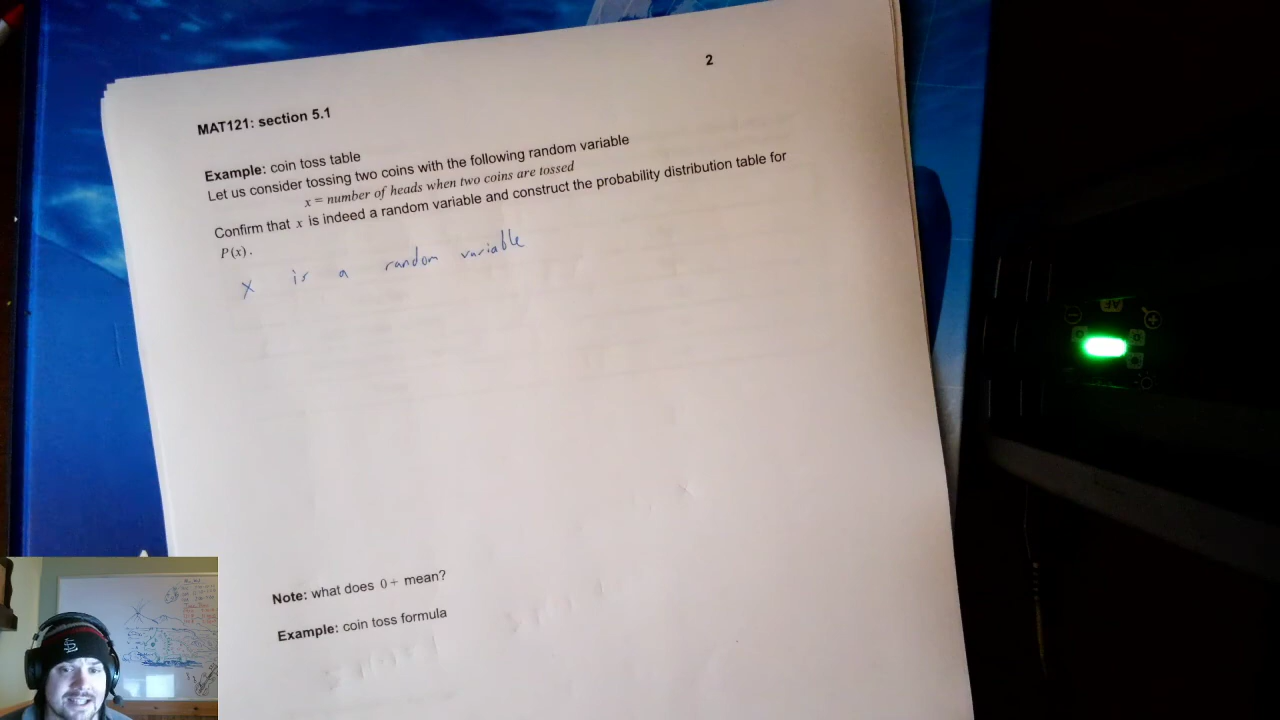 2
MAT121: section 5.1
Example: coin toss table
Let us consider tossing two coins with the following random variable
x = number of heads when two coins are tossed
Confirm that x is indeed a random variable and construct the probability distribution table for
P(x).
x is a random variable
Note: what does 0+ mean?
Example: coin toss formula
AF